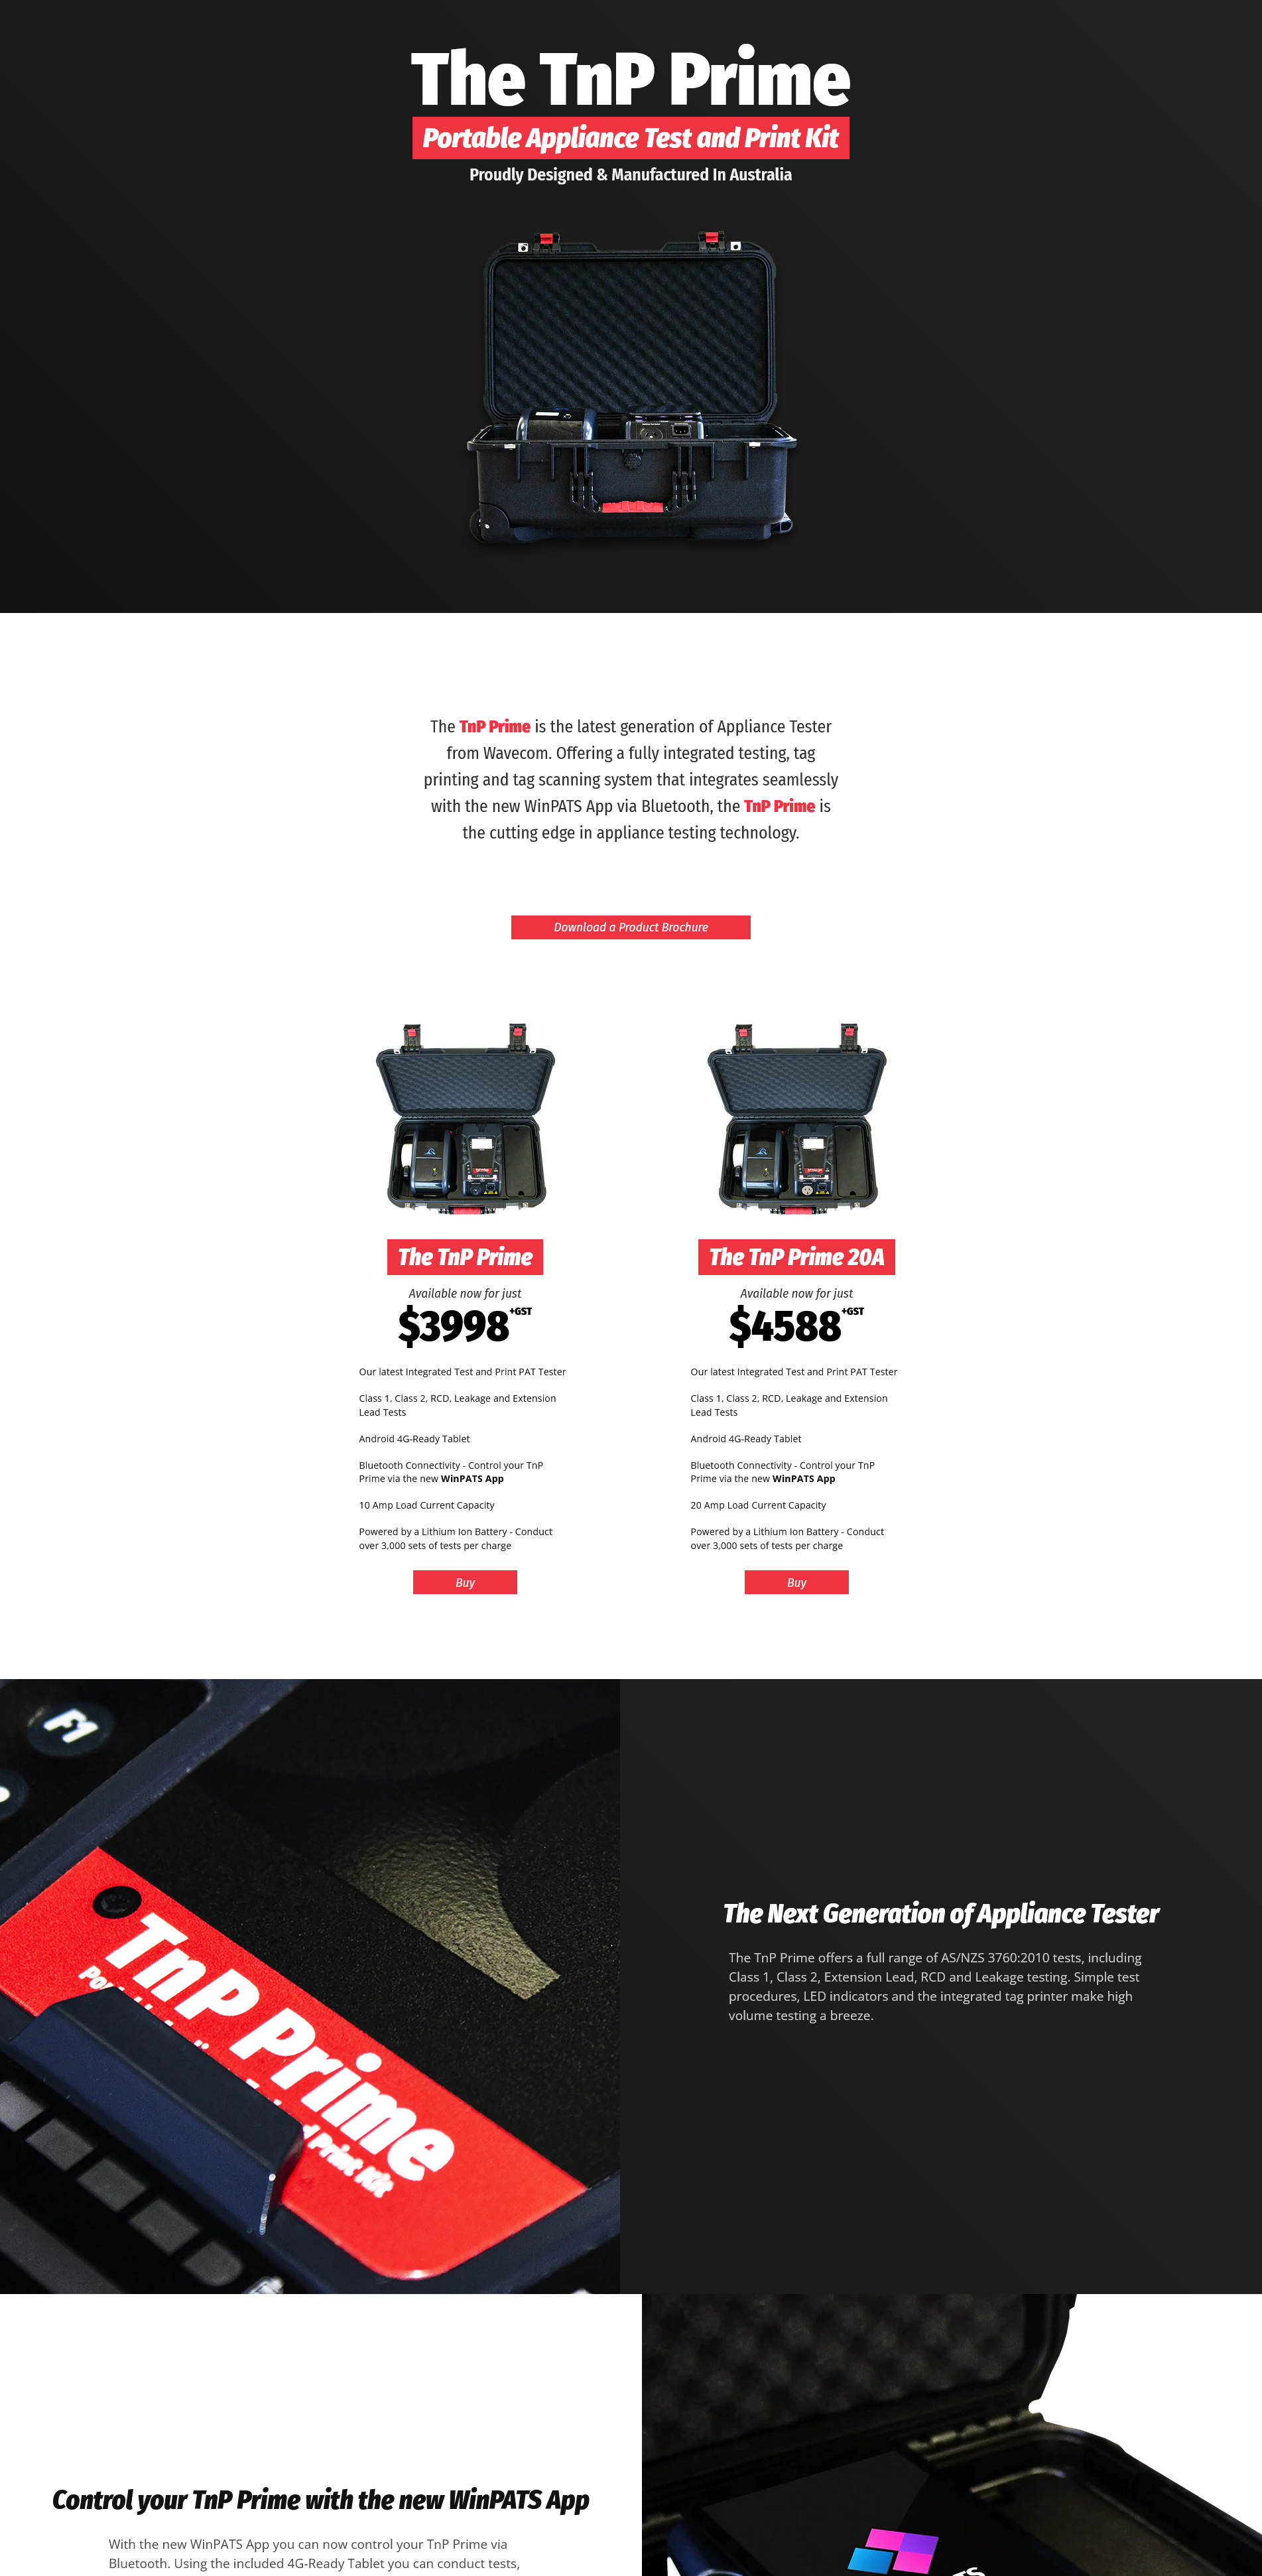 The TnP Prime
Portable Appliance Test and Print Kit
Proudly Designed & Manufactured In Australia
The TnP Prime is the latest generation of Appliance Tester
from Wavecom. Offering a fully integrated testing, tag
printing and tag scanning system that integrates seamlessly
with the new WinPATS App via Bluetooth, the TnP Prime is
the cutting edge in appliance testing technology.
Download a Product Brochure
The TnP Prime
Available now for just
$3998+GST
Our latest Integrated Test and Print PAT Tester
Class 1, Class 2, RCD, Leakage and Extension
Lead Tests
Android 4G-Ready Tablet
Bluetooth Connectivity - Control your TnP
Prime via the new WinPATS App
10 Amp Load Current Capacity
Powered by a Lithium Ion Battery - Conduct
over 3,000 sets of tests per charge
Buy
The TnP Prime 20A
Available now for just
$4588+GST
Our latest Integrated Test and Print PAT Tester
Class 1, Class 2, RCD, Leakage and Extension
Lead Tests
Android 4G-Ready Tablet
Bluetooth Connectivity - Control your TnP
Prime via the new WinPATS App
20 Amp Load Current Capacity
Powered by a Lithium Ion Battery - Conduct
over 3,000 sets of tests per charge
Buy
F1
TnP Prime
Print Kit
The Next Generation of Appliance Tester
The TnP Prime offers a full range of AS/NZS 3760:2010 tests, including
Class 1, Class 2, Extension Lead, RCD and Leakage testing. Simple test
procedures, LED indicators and the integrated tag printer make high
volume testing a breeze.
Control your TnP Prime with the new WinPATS App
With the new WinPATS App you can now control your TnP Prime via
Bluetooth. Using the included 4G-Ready Tablet you can conduct tests,